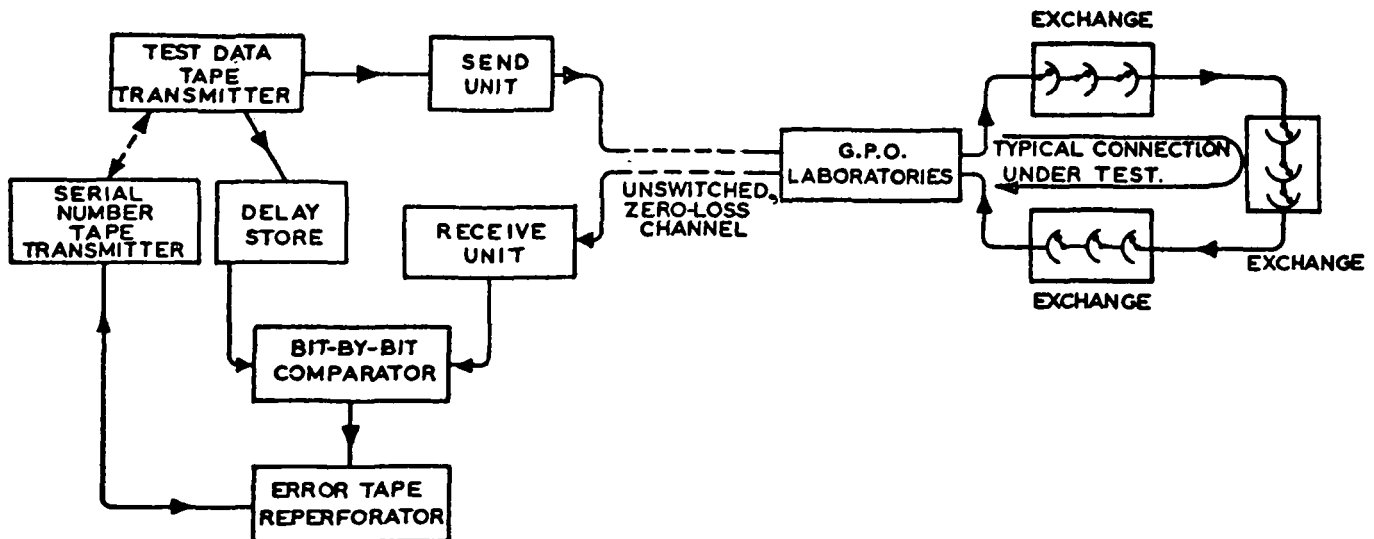 TEST DATA
TAPE
TRANSMITTER
SEND
UNIT
EXCHANGE
G.P.O.
LABORATORIES
TYPICAL CONNECTION
UNDER TEST.
EXCHANGE
EXCHANGE
UNSWITCHED,
ZERO-LOSS
CHANNEL
SERIAL
NUMBER
TAPE
TRANSMITTER
DELAY
STORE
RECEIVE
UNIT
BIT-BY-BIT
COMPARATOR
ERROR TAPE
REPERFORATOR